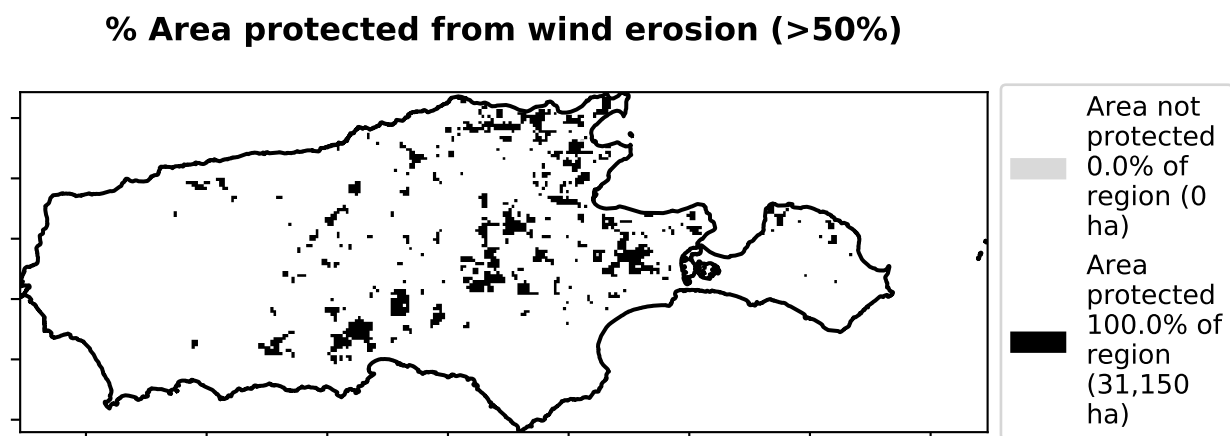 % Area protected from wind erosion (>50%)
Area not
protected
0.0% of
region (0
ha)
Area
protected
100.0% of
region
(31,150
ha)